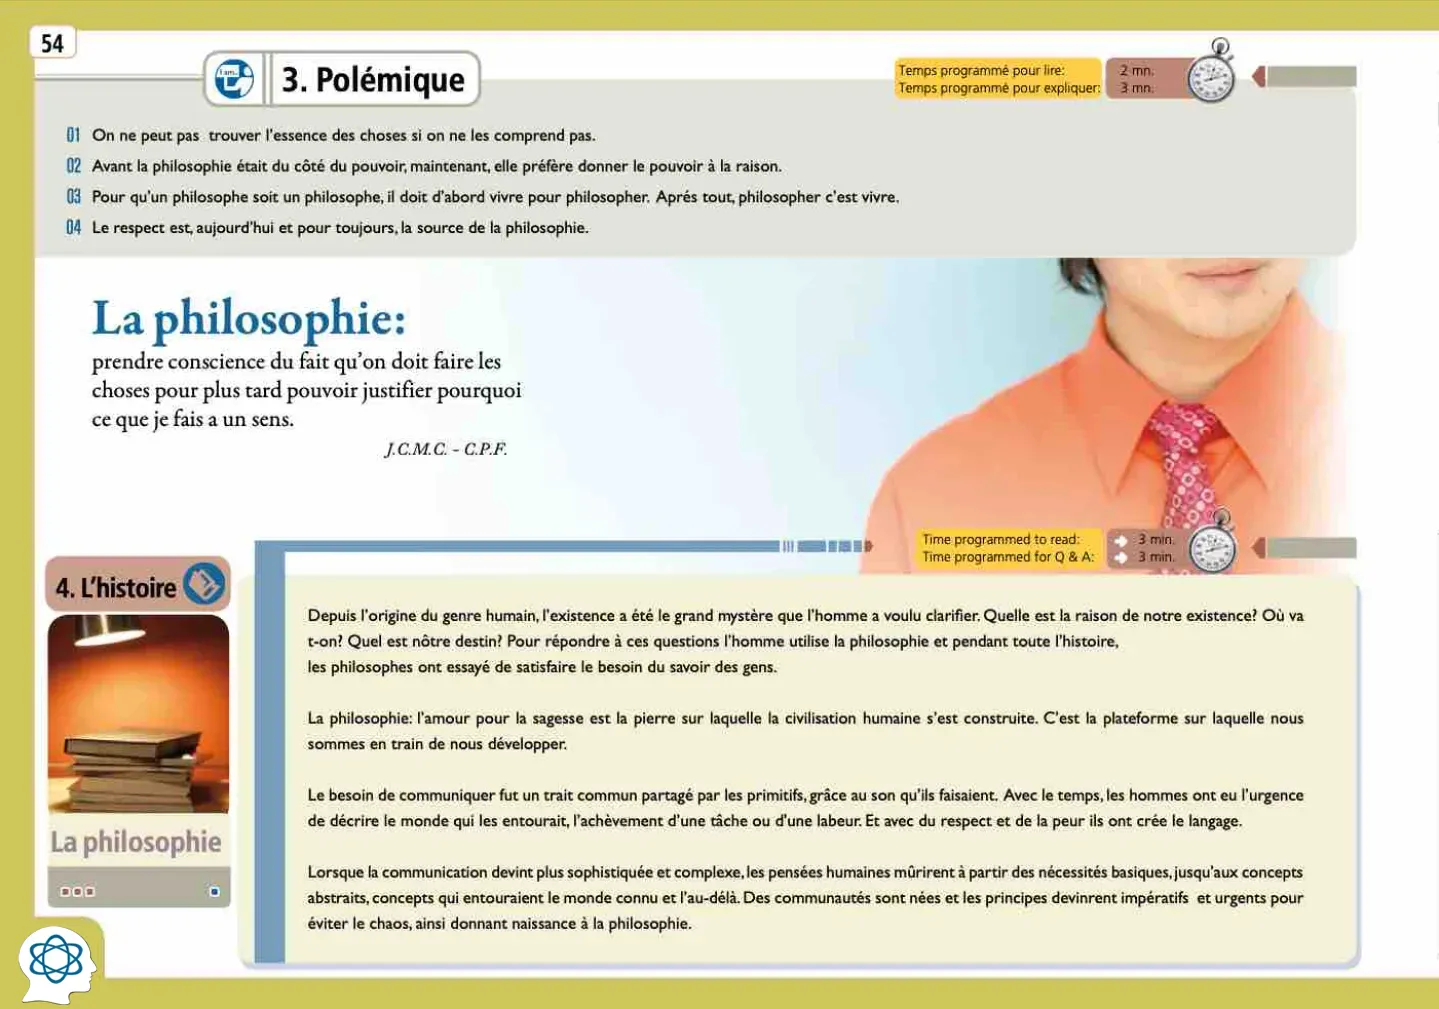 54
3. Polémique
Temps programmé pour lire: 2 mn.
Temps programmé pour expliquer: 3 mn.
01 On ne peut pas trouver l'essence des choses si on ne les comprend pas.
02 Avant la philosophie était du côté du pouvoir, maintenant, elle préfère donner le pouvoir à la raison.
03 Pour qu'un philosophe soit un philosophe, il doit d'abord vivre pour philosopher. Aprés tout, philosopher c'est vivre.
04 Le respect est, aujourd'hui et pour toujours, la source de la philosophie.
La philosophie:
prendre conscience du fait qu'on doit faire les
choses pour plus tard pouvoir justifier pourquoi
ce que je fais a un sens.
J.C.M.C. - C.P.F.
Time programmed to read: 3 min.
Time programmed for Q & A: 3 min.
4. L'histoire
La philosophie
Depuis l'origine du genre humain, l'existence a été le grand mystère que l'homme a voulu clarifier. Quelle est la raison de notre existence? Où va
t-on? Quel est nôtre destin? Pour répondre à ces questions l'homme utilise la philosophie et pendant toute l'histoire,
les philosophes ont essayé de satisfaire le besoin du savoir des gens.
La philosophie: l'amour pour la sagesse est la pierre sur laquelle la civilisation humaine s'est construite. C'est la plateforme sur laquelle nous
sommes en train de nous développer.
Le besoin de communiquer fut un trait commun partagé par les primitifs, grâce au son qu'ils faisaient. Avec le temps, les hommes ont eu l'urgence
de décrire le monde qui les entourait, l'achèvement d'une tâche ou d'une labeur. Et avec du respect et de la peur ils ont crée le langage.
Lorsque la communication devint plus sophistiquée et complexe, les pensées humaines mûrirent à partir des nécessités basiques, jusqu'aux concepts
abstraits, concepts qui entouraient le monde connu et l'au-délà. Des communautés sont nées et les principes devinrent impératifs et urgents pour
éviter le chaos, ainsi donnant naissance à la philosophie.